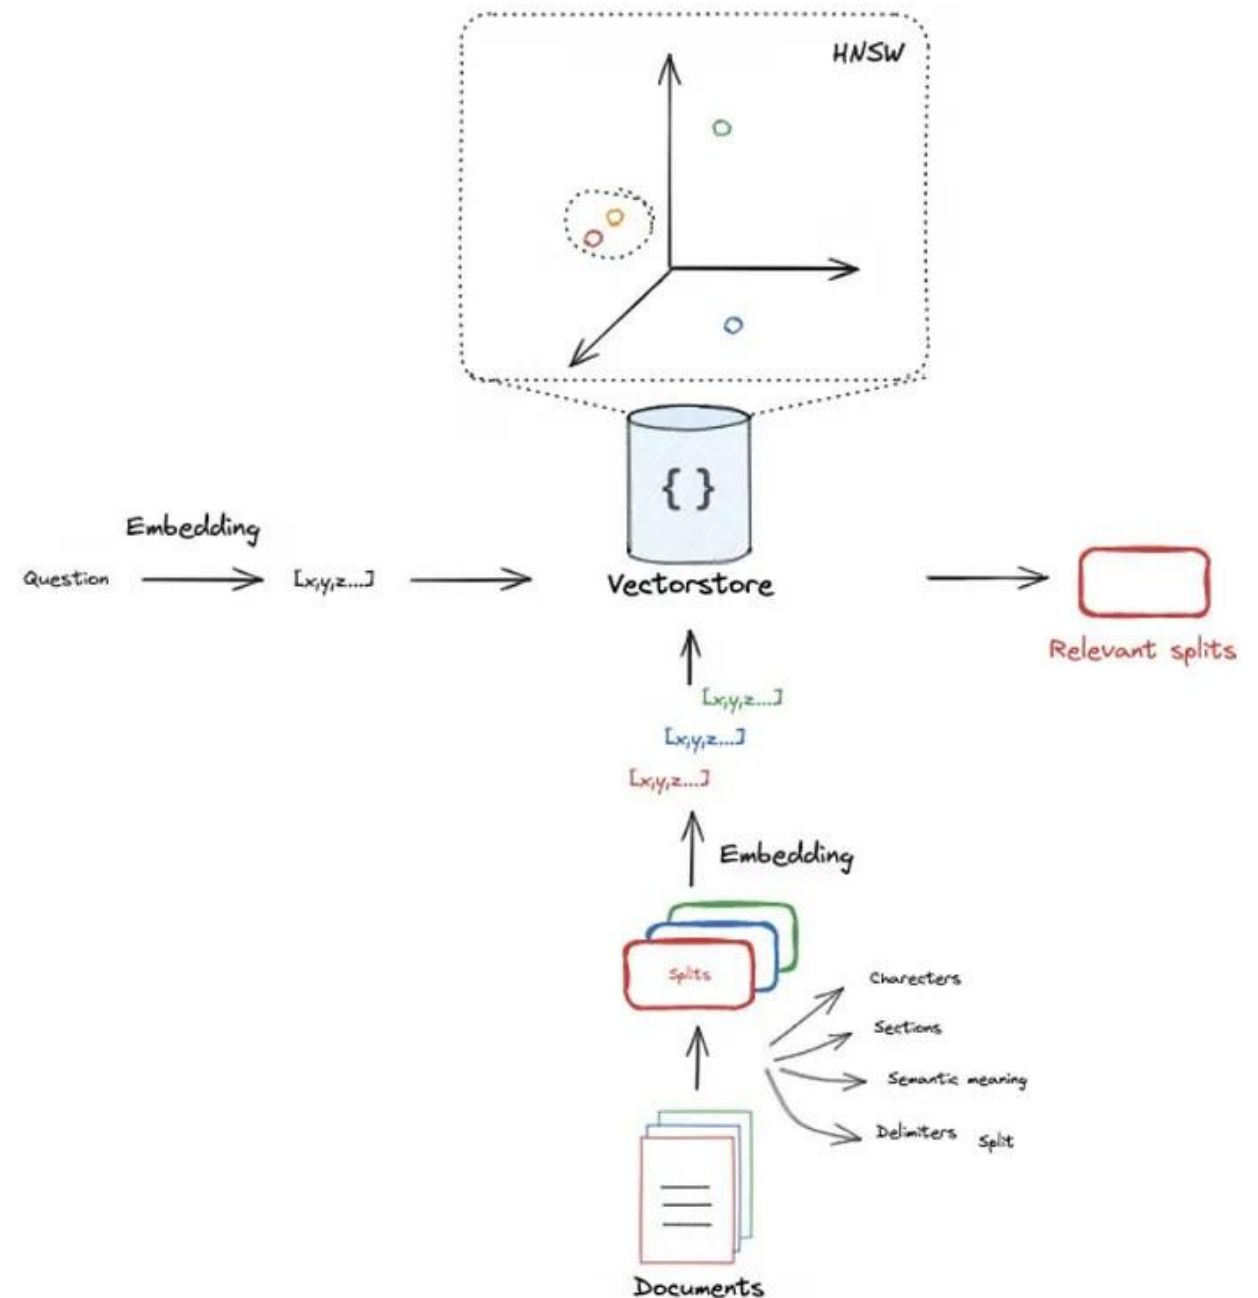 HNSW
{ }
Embedding
Question
[x,y,z...]
Vectorstore
Relevant splits
[x,y,z...]
[x,y,z...]
[x,y,z...]
Embedding
Splits
Charecters
Sections
Semantic meaning
Delimiters split
Documents